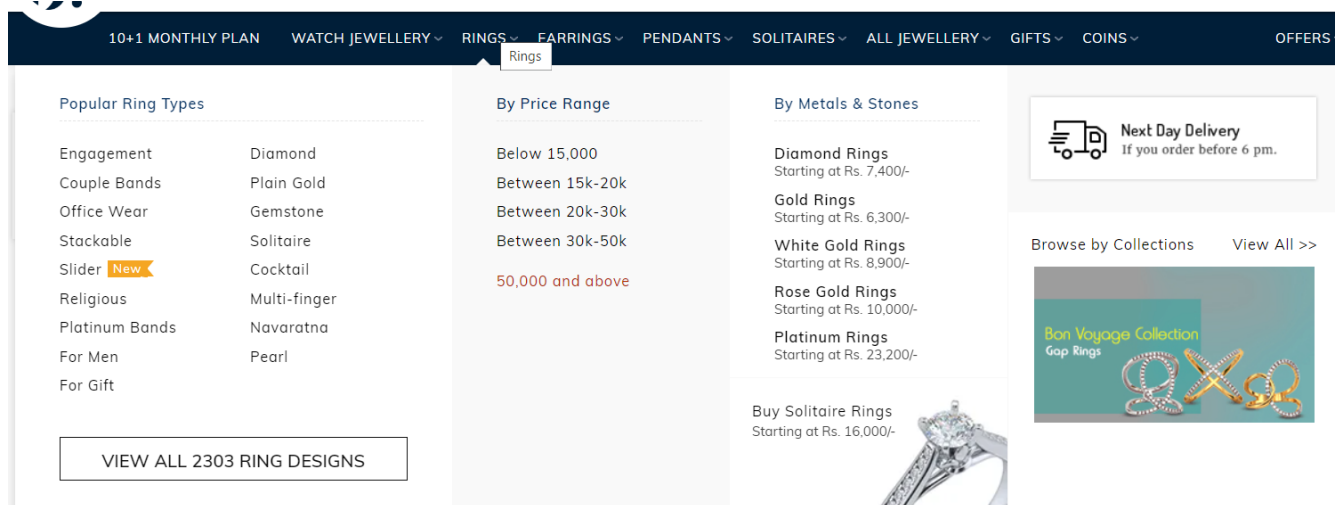 10+1 MONTHLY PLAN WATCH JEWELLERY RINGS EARRINGS PENDANTS SOLITAIRES ALL JEWELLERY GIFTS COINS OFFERS
Rings
Popular Ring Types
Engagement
Couple Bands
Office Wear
Stackable
Slider New
Religious
Platinum Bands
For Men
For Gift
Diamond
Plain Gold
Gemstone
Solitaire
Cocktail
Multi-finger
Navaratna
Pearl
VIEW ALL 2303 RING DESIGNS
By Price Range
Below 15,000
Between 15k-20k
Between 20k-30k
Between 30k-50k
50,000 and above
By Metals & Stones
Diamond Rings
Starting at Rs. 7,400/-
Gold Rings
Starting at Rs. 6,300/-
White Gold Rings
Starting at Rs. 8,900/-
Rose Gold Rings
Starting at Rs. 10,000/-
Platinum Rings
Starting at Rs. 23,200/-
Buy Solitaire Rings
Starting at Rs. 16,000/-
Next Day Delivery
If you order before 6 pm.
Browse by Collections View All >>
Bon Voyage Collection
Gap Rings